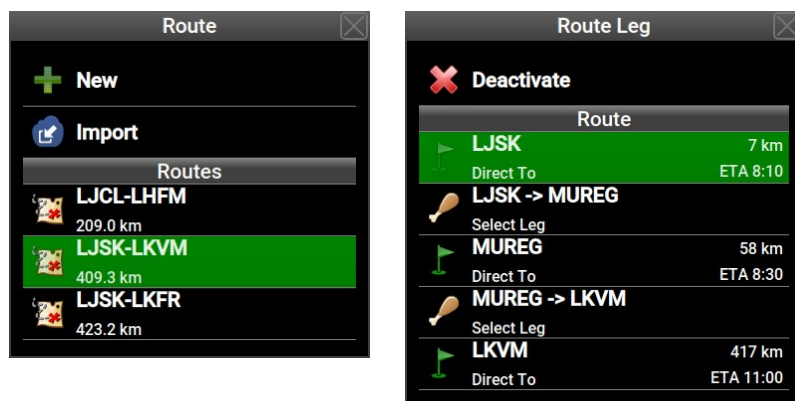 Route
New
Import
Routes
LJCL-LHFM
209.0 km
LJSK-LKVM
409.3 km
LJSK-LKFR
423.2 km
Route Leg
Deactivate
Route
LJSK 7 km
Direct To ETA 8:10
LJSK -> MUREG
Select Leg
MUREG 58 km
Direct To ETA 8:30
MUREG -> LKVM
Select Leg
LKVM 417 km
Direct To ETA 11:00